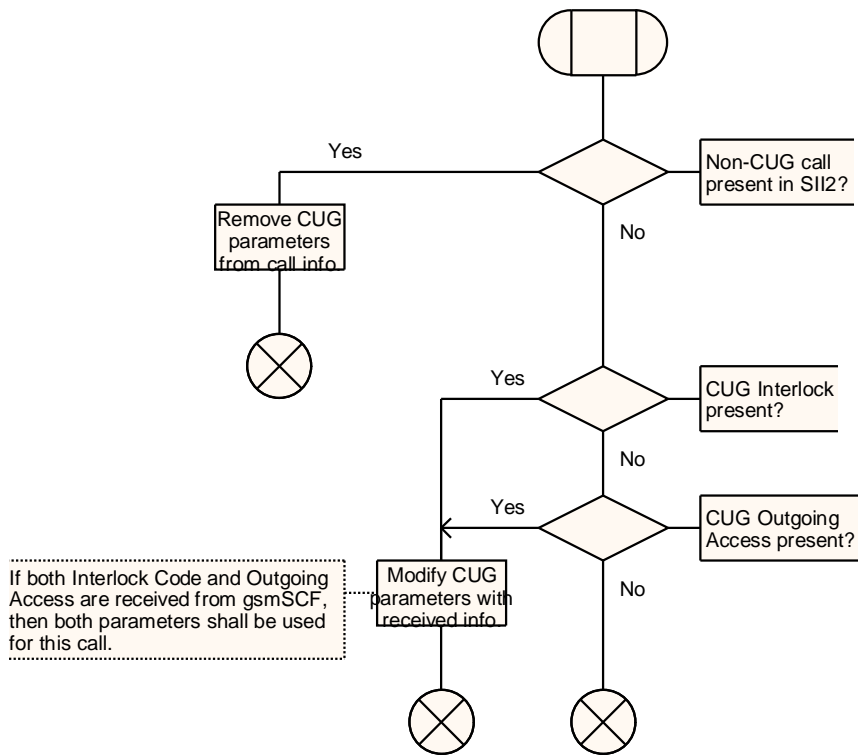 Yes
Non-CUG call
present in SII2?
Remove CUG
parameters
from call info.
No
Yes
CUG Interlock
present?
No
Yes
CUG Outgoing
Access present?
If both Interlock Code and Outgoing
Access are received from gsmSCF,
then both parameters shall be used
for this call.
Modify CUG
parameters with
received info.
No